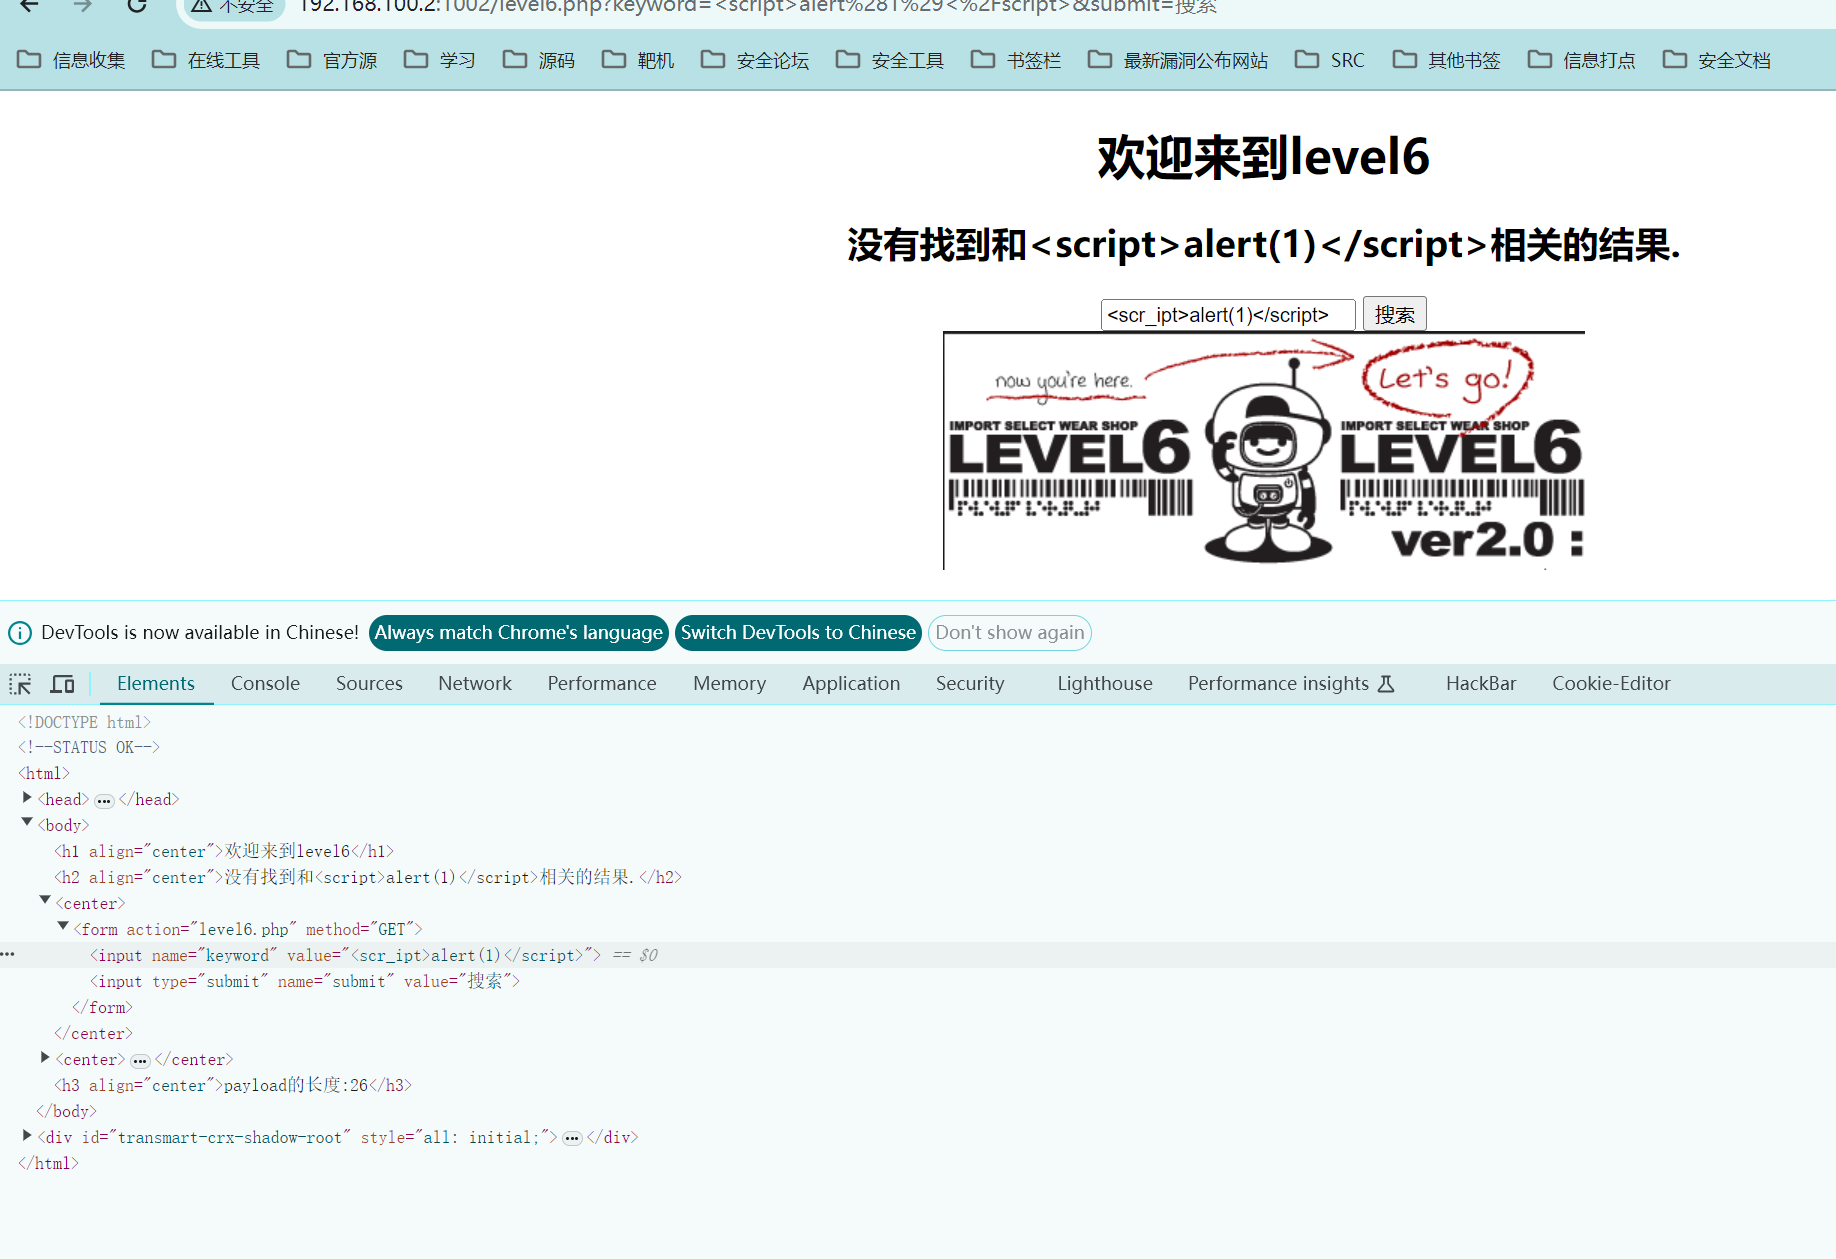 不安全 192.168.100.2:1002/level6.php?keyword=<script>alert%281%29<%2Fscript>&submit=搜索
信息收集 在线工具 官方源 学习 源码 靶机 安全论坛 安全工具 书签栏 最新漏洞公布网站 SRC 其他书签 信息打点 安全文档
欢迎来到level6
没有找到和<script>alert(1)</script>相关的结果.
<scr_ipt>alert(1)</script> 搜索
now you're here. Let's go!
IMPORT SELECT WEAR SHOP IMPORT SELECT WEAR SHOP
LEVEL6 LEVEL6
ver2.0 :
DevTools is now available in Chinese! Always match Chrome's language Switch DevTools to Chinese Don't show again
Elements Console Sources Network Performance Memory Application Security Lighthouse Performance insights HackBar Cookie-Editor
<!DOCTYPE html>
<!--STATUS OK-->
<html>
<head> ••• </head>
<body>
<h1 align="center">欢迎来到level6</h1>
<h2 align="center">没有找到和<script>alert(1)</script>相关的结果.</h2>
<center>
<form action="level6.php" method="GET">
<input name="keyword" value="<scr_ipt>alert(1)</script>"> == $0
<input type="submit" name="submit" value="搜索">
</form>
</center>
<center> ••• </center>
<h3 align="center">payload的长度:26</h3>
</body>
<div id="transmart-crx-shadow-root" style="all: initial;"> ••• </div>
</html>